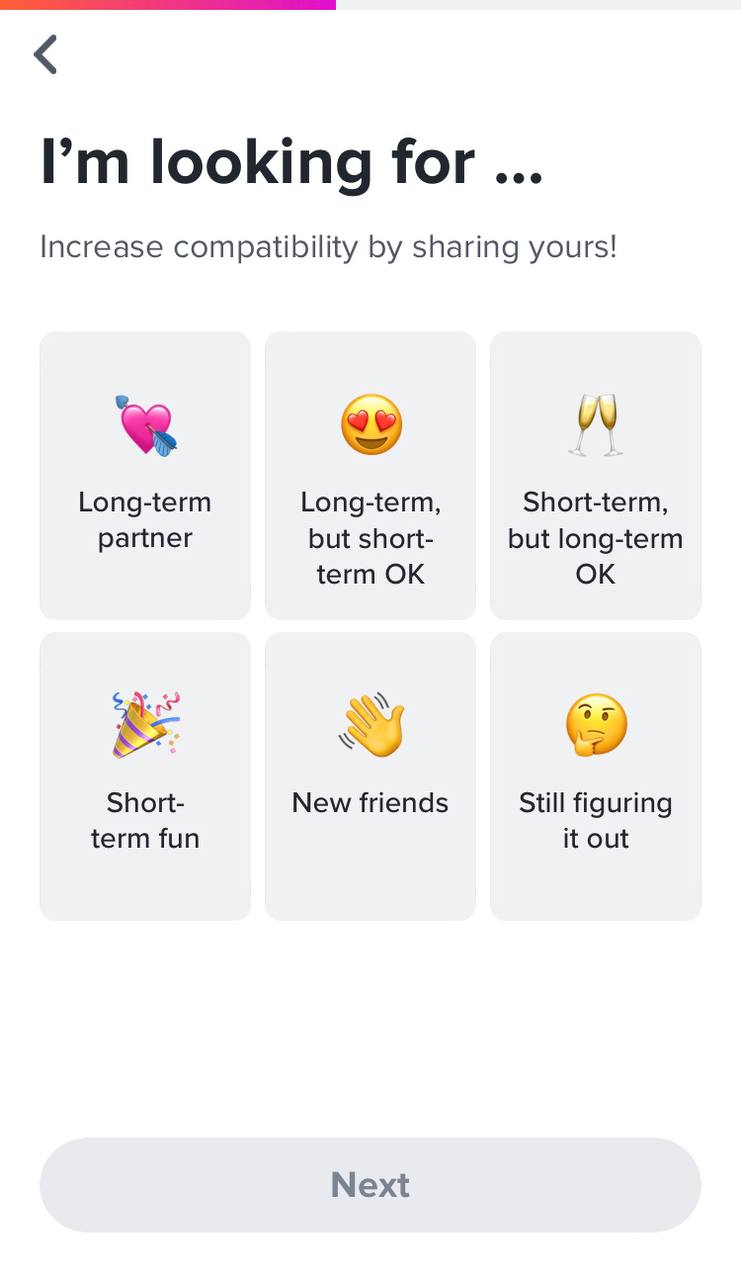 I’m looking for ...
Increase compatibility by sharing yours!
Long-term
partner
Long-term,
but short-
term OK
Short-term,
but long-term
OK
Short-
term fun
New friends
Still figuring
it out
Next